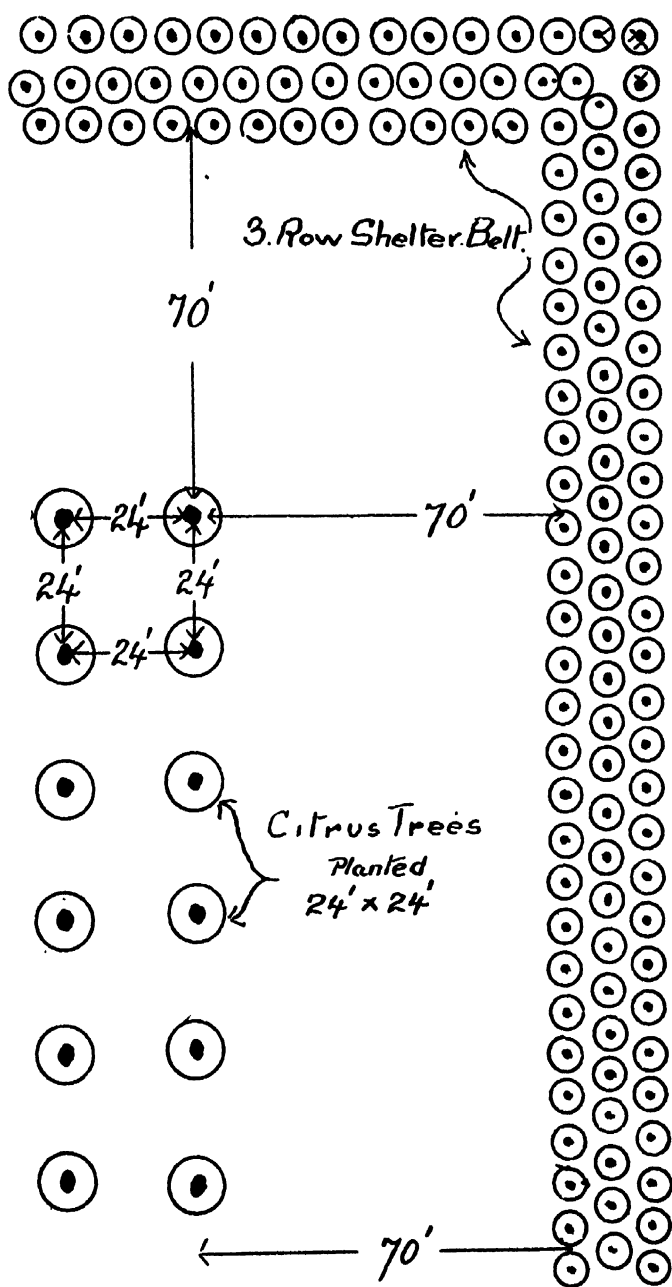 3. Row Shelter. Belt.
70'
24'
70'
24'
24'
24'
Citrus Trees
Planted
24' x 24'
70'